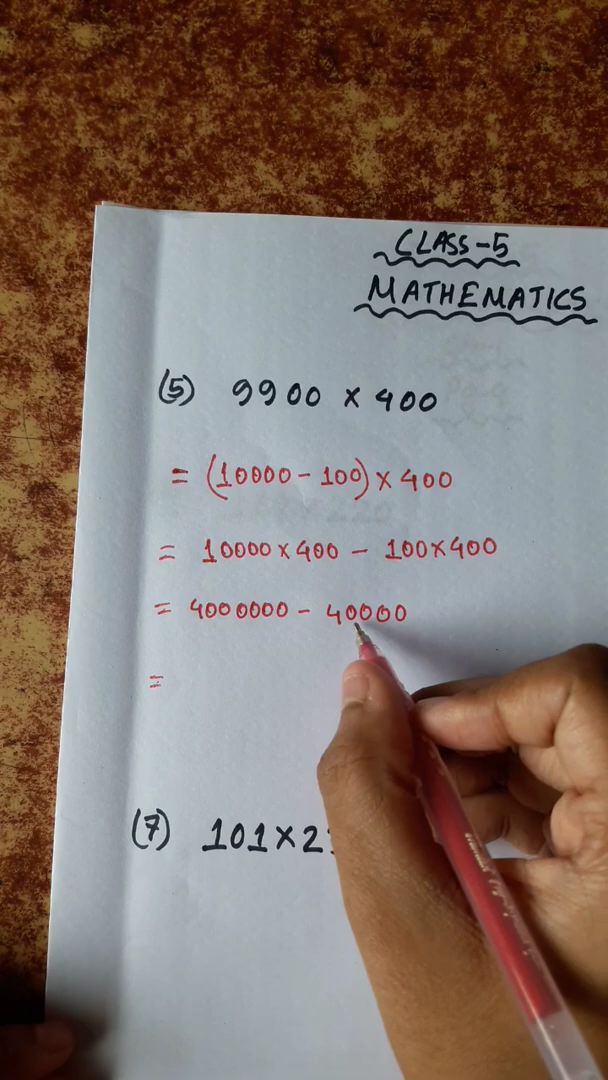 CLASS-5
MATHEMATICS
(5) 9900 × 400
= (10000 - 100) × 400
= 10000 × 400 - 100 × 400
= 4000000 - 40000
=
(7) 101 × 2